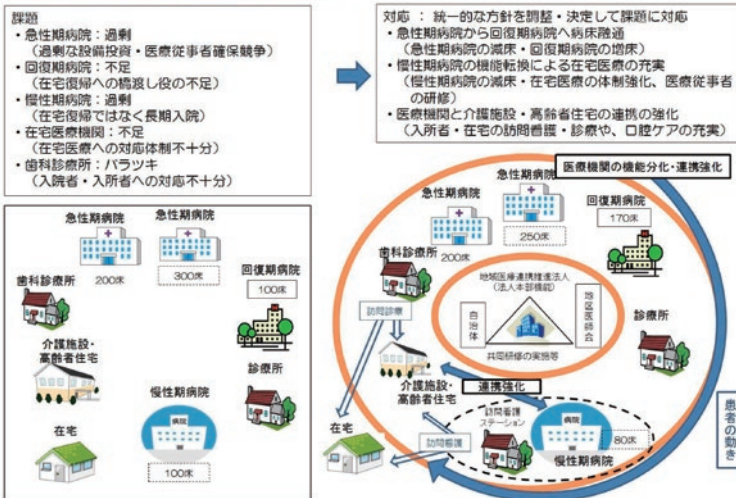 課題
・急性期病院：過剰
（過剰な設備投資・医療従事者確保競争）
・回復期病院：不足
（在宅復帰への橋渡し役の不足）
・慢性期病院：過剰
（在宅復帰ではなく長期入院）
・在宅医療機関：不足
（在宅医療への対応体制不十分）
・歯科診療所：バラツキ
（入院者・入所者への対応不十分）
対応 ： 統一的な方針を調整・決定して課題に対応
・急性期病院から回復期病院へ病床融通
（急性期病院の減床・回復期病院の増床）
・慢性期病院の機能転換による在宅医療の充実
（慢性期病院の減床・在宅医療の体制強化、医療従事者
の研修）
・医療機関と介護施設・高齢者住宅の連携の強化
（入所者・在宅の訪問看護・診療や、口腔ケアの充実）
急性期病院
急性期病院
200床
300床
歯科診療所
回復期病院
100床
介護施設・
高齢者住宅
診療所
慢性期病院
病院
在宅
100床
医療機関の機能分化・連携強化
急性期病院
急性期病院
回復期病院
170床
250床
200床
歯科診療所
地域医療連携推進法人
（法人本部機能）
自治体
地区医師会
共同研修の実施等
訪問診療
診療所
介護施設・
高齢者住宅
連携強化
訪問看護
ステーション
病院
在宅
訪問看護
80床
慢性期病院
患者の動き